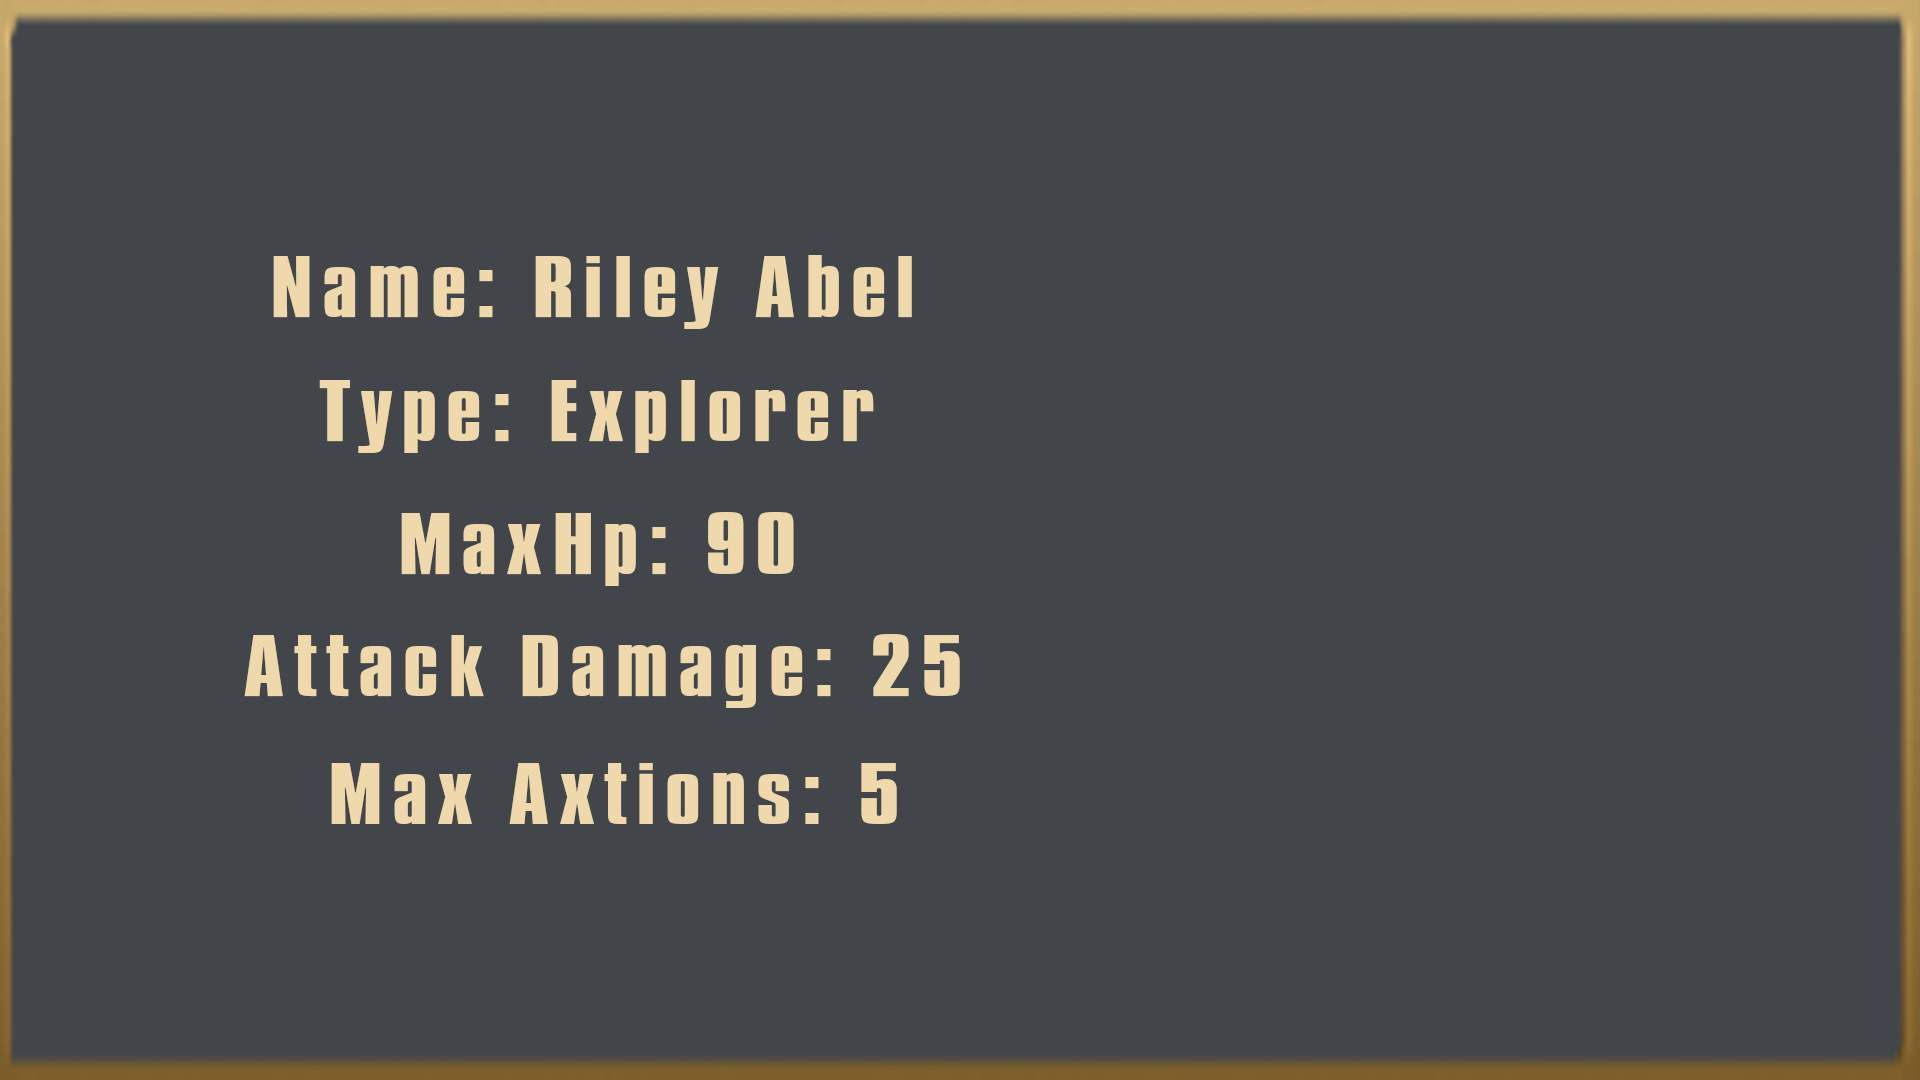 Name: Riley Abel
Type: Explorer
MaxHp: 90
Attack Damage: 25
Max Axtions: 5